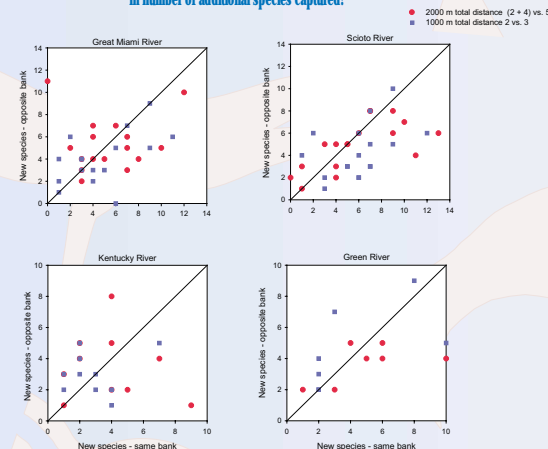 in number of additional species captured?
2000 m total distance (2 + 4) vs. 5
1000 m total distance 2 vs. 3
Great Miami River
New species - opposite bank
14
12
10
8
6
4
2
0
0 2 4 6 8 10 12 14
Scioto River
New species - opposite bank
14
12
10
8
6
4
2
0
0 2 4 6 8 10 12 14
Kentucky River
New species - opposite bank
10
8
6
4
2
0
0 2 4 6 8 10
New species - same bank
Green River
New species - opposite bank
10
8
6
4
2
0
0 2 4 6 8 10
New species - same bank